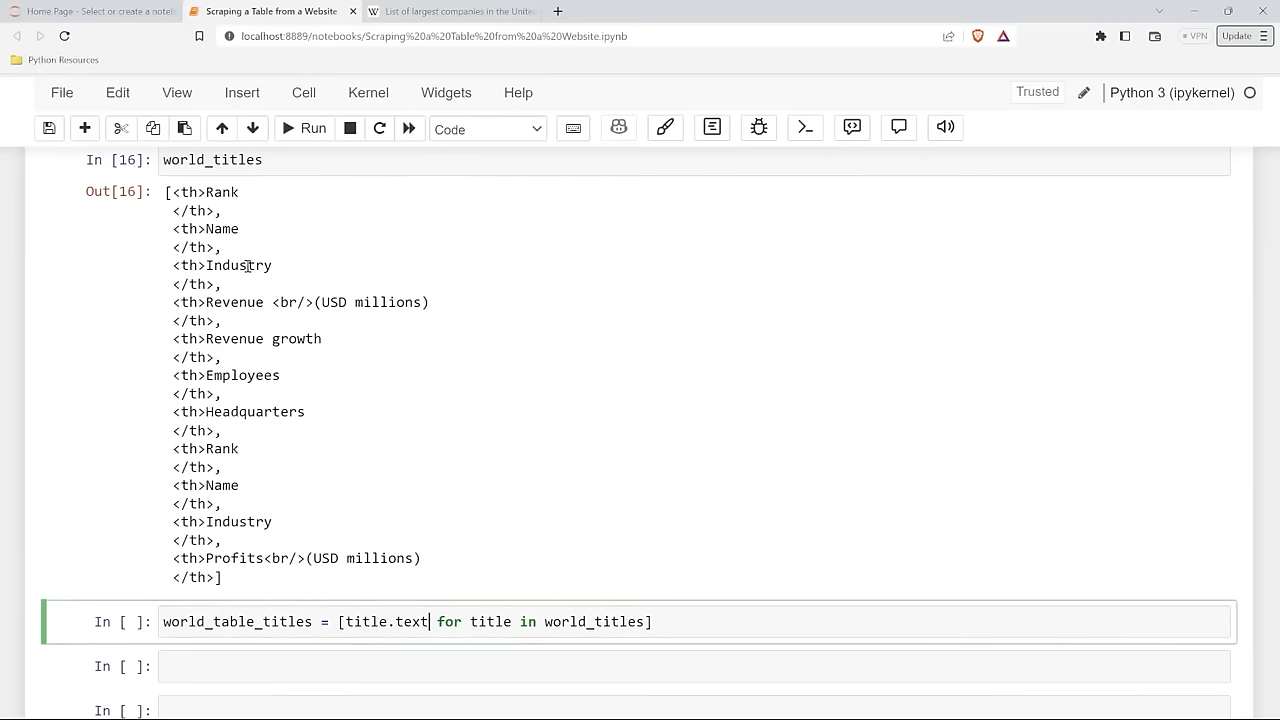 Home Page - Select or create a noteb
Scraping a Table from a Website
List of largest companies in the Unite
localhost:8889/notebooks/Scraping%20a%20Table%20from%20a%20Website.ipynb
VPN
Update
Python Resources
File Edit View Insert Cell Kernel Widgets Help
Trusted
Python 3 (ipykernel)
Run
Code
In [16]: world_titles
Out[16]: [<th>Rank
</th>,
<th>Name
</th>,
<th>Industry
</th>,
<th>Revenue <br/>(USD millions)
</th>,
<th>Revenue growth
</th>,
<th>Employees
</th>,
<th>Headquarters
</th>,
<th>Rank
</th>,
<th>Name
</th>,
<th>Industry
</th>,
<th>Profits<br/>(USD millions)
</th>]
In [ ]: world_table_titles = [title.text for title in world_titles]
In [ ]:
In [ ]: